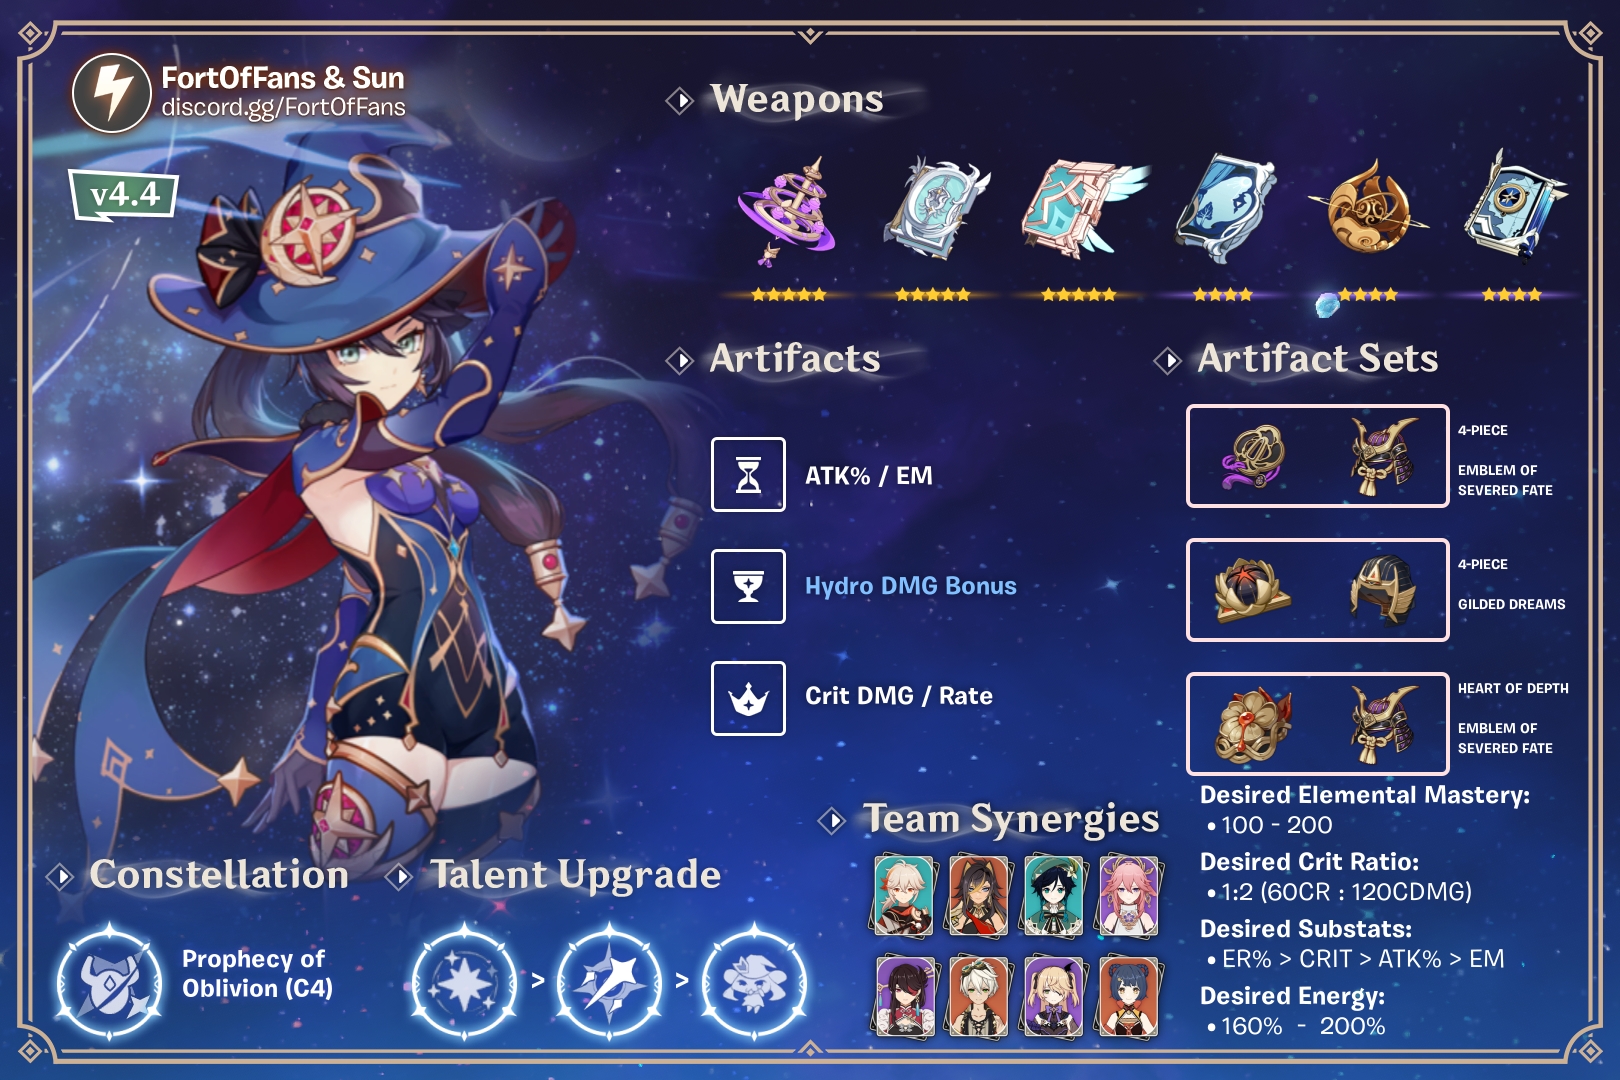 FortOfFans & Sun
discord.gg/FortOfFans
v4.4
Weapons
Artifacts
ATK% / EM
Hydro DMG Bonus
Crit DMG / Rate
Artifact Sets
4-PIECE
EMBLEM OF
SEVERED FATE
4-PIECE
GILDED DREAMS
HEART OF DEPTH
EMBLEM OF
SEVERED FATE
Constellation
Prophecy of
Oblivion (C4)
Talent Upgrade
> >
Team Synergies
Desired Elemental Mastery:
• 100 - 200
Desired Crit Ratio:
• 1:2 (60CR : 120CDMG)
Desired Substats:
• ER% > CRIT > ATK% > EM
Desired Energy:
• 160% - 200%